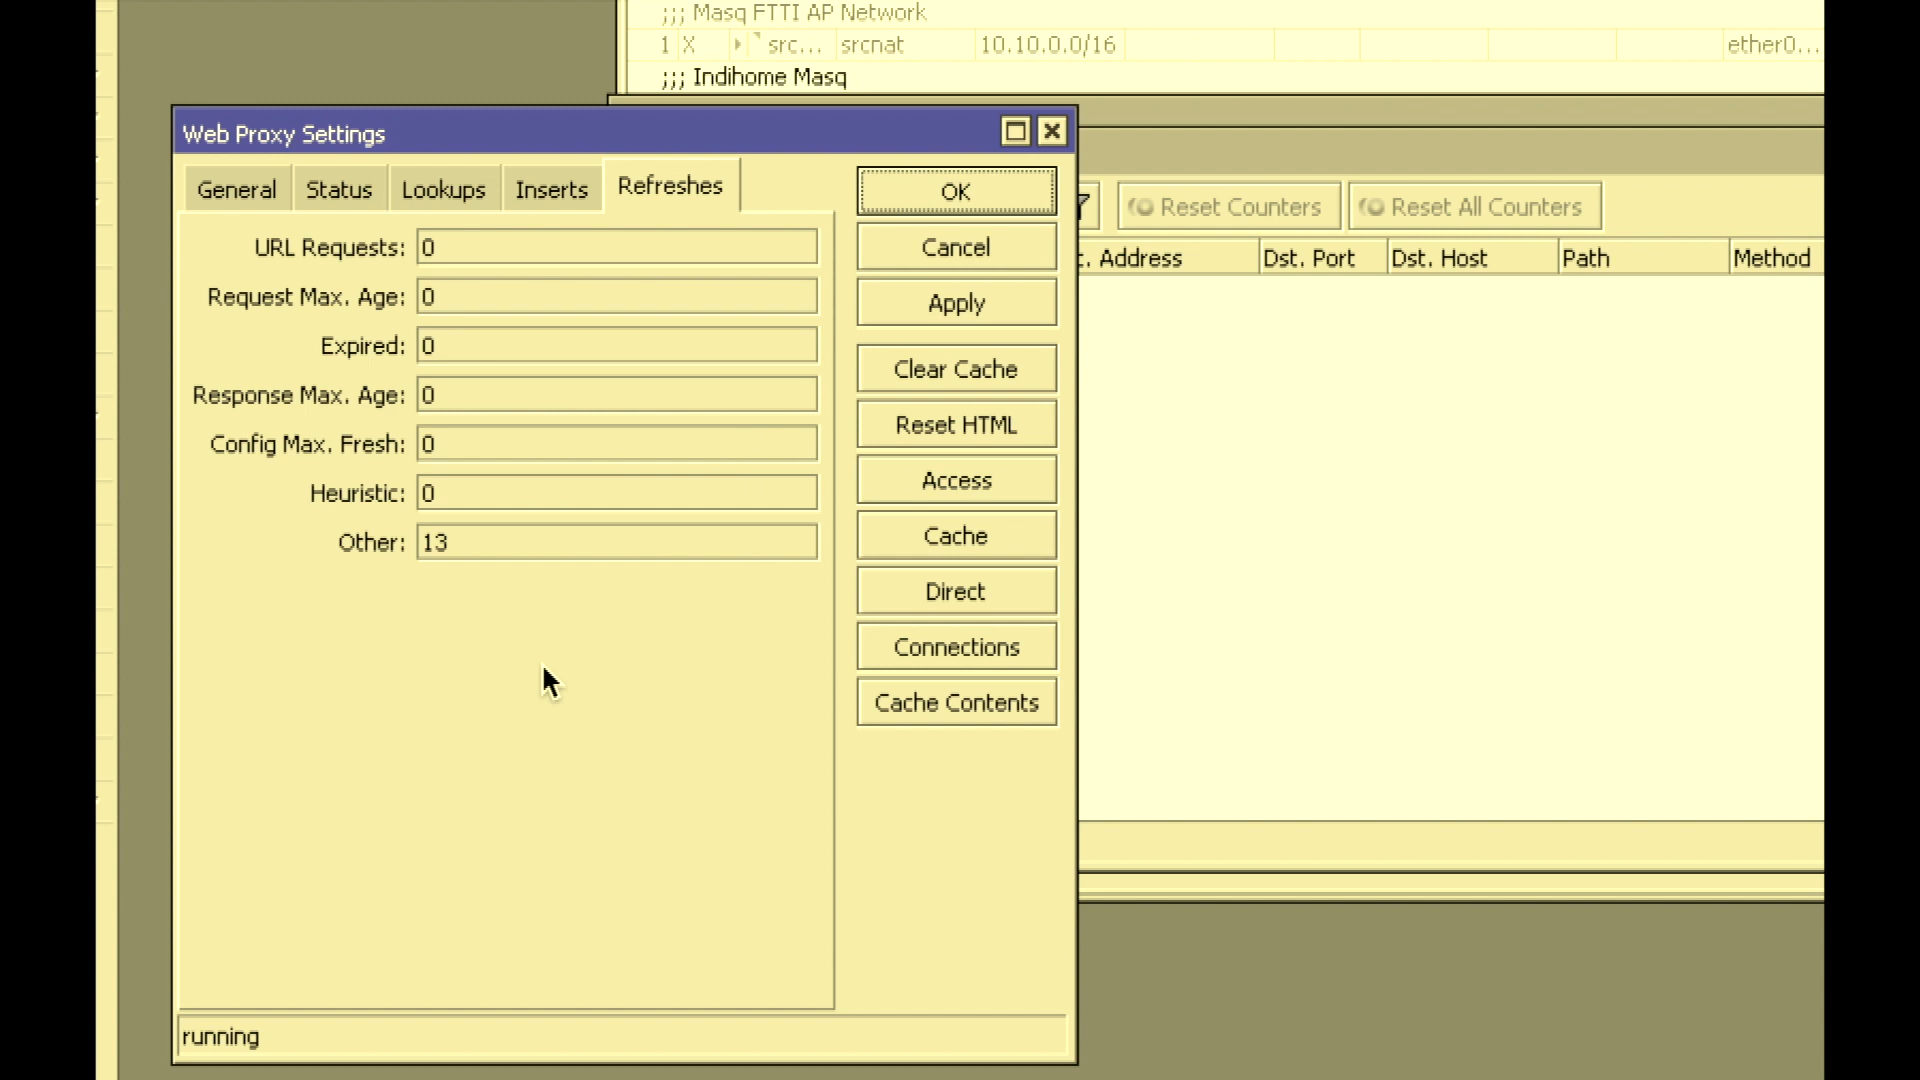 ;;; Masq FTTI AP Network
1 X src... srcnat 10.10.0.0/16 ether0...
;;; Indihome Masq
Web Proxy Settings
General Status Lookups Inserts Refreshes
OK
Cancel
Apply
Clear Cache
Reset HTML
Access
Cache
Direct
Connections
Cache Contents
URL Requests: 0
Request Max. Age: 0
Expired: 0
Response Max. Age: 0
Config Max. Fresh: 0
Heuristic: 0
Other: 13
running
Reset Counters Reset All Counters
Address Dst. Port Dst. Host Path Method